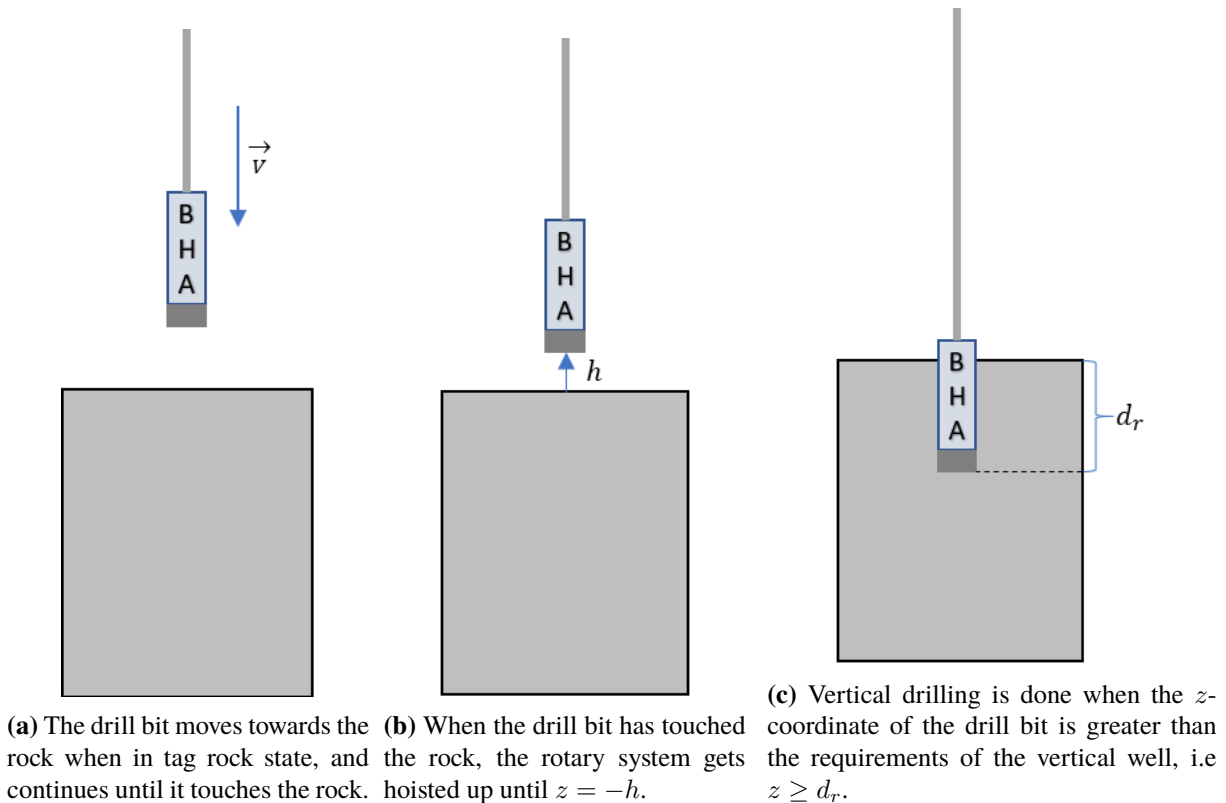 v
B
H
A
B
H
A
h
B
H
A
d_r
(a) The drill bit moves towards the
rock when in tag rock state, and
continues until it touches the rock.
(b) When the drill bit has touched
the rock, the rotary system gets
hoisted up until z = −h.
(c) Vertical drilling is done when the z-
coordinate of the drill bit is greater than
the requirements of the vertical well, i.e
z ≥ d_r.